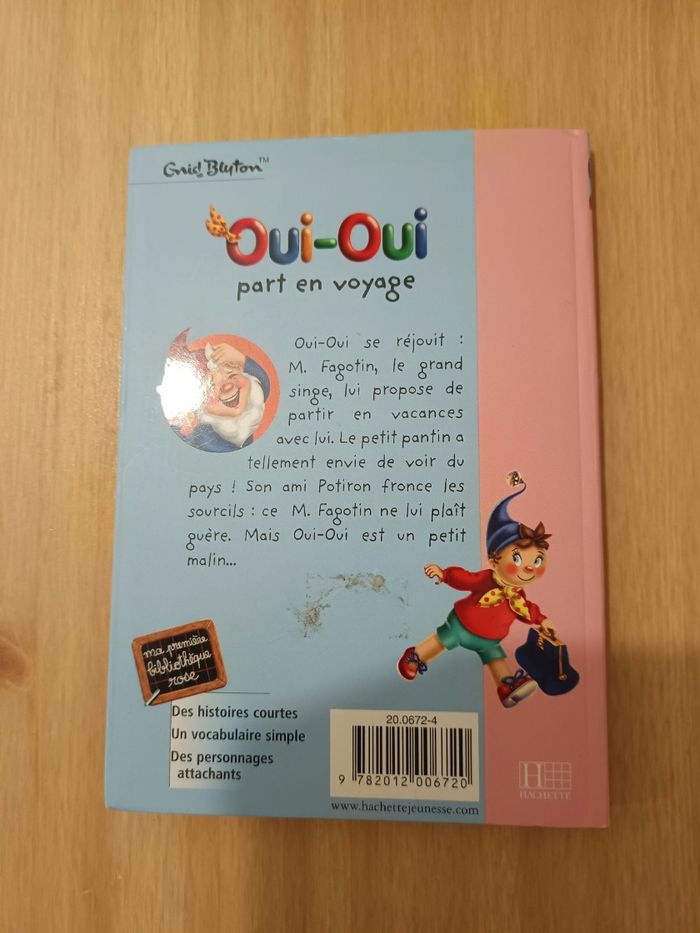 Enid Blyton™
Oui-Oui
part en voyage
Oui-Oui se réjouit :
M. Fagotin, le grand
singe, lui propose de
partir en vacances
avec lui. Le petit pantin a
tellement envie de voir du
pays ! Son ami Potiron fronce les
sourcils : ce M. Fagotin ne lui plaît
guère. Mais Oui-Oui est un petit
malin...
ma première
bibliothèque
rose
Des histoires courtes
Un vocabulaire simple
Des personnages
attachants
20.0672-4
9 782012 006720
www.hachettejeunesse.com
H
HACHETTE